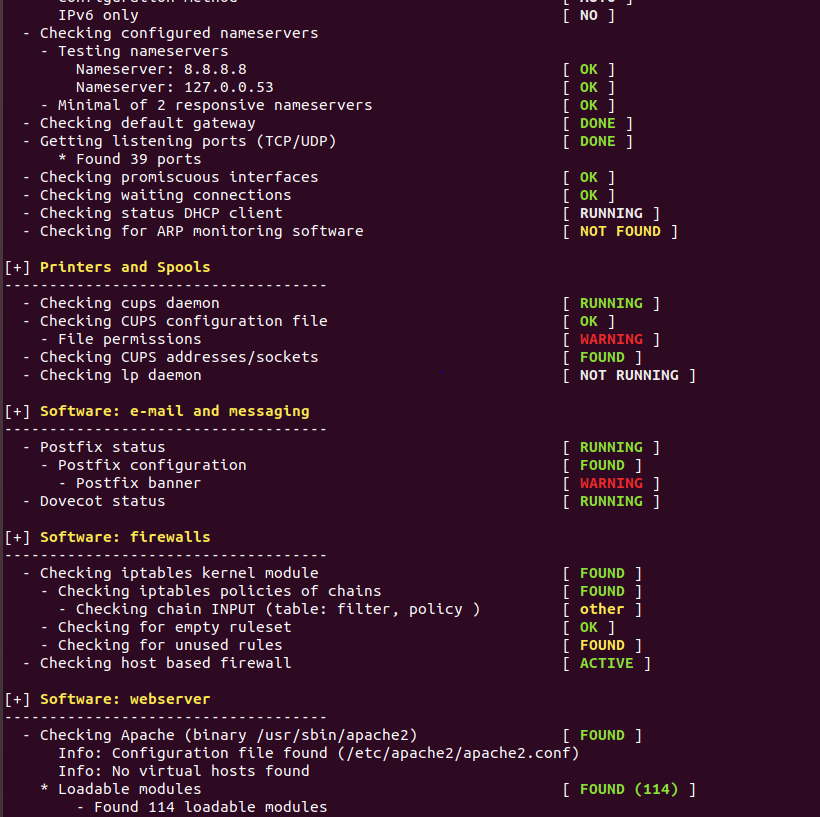 IPv6 only [ NO ]
- Checking configured nameservers
- Testing nameservers
Nameserver: 8.8.8.8 [ OK ]
Nameserver: 127.0.0.53 [ OK ]
- Minimal of 2 responsive nameservers [ OK ]
- Checking default gateway [ DONE ]
- Getting listening ports (TCP/UDP) [ DONE ]
* Found 39 ports
- Checking promiscuous interfaces [ OK ]
- Checking waiting connections [ OK ]
- Checking status DHCP client [ RUNNING ]
- Checking for ARP monitoring software [ NOT FOUND ]
[+] Printers and Spools
------------------------------------
- Checking cups daemon [ RUNNING ]
- Checking CUPS configuration file [ OK ]
- File permissions [ WARNING ]
- Checking CUPS addresses/sockets [ FOUND ]
- Checking lp daemon [ NOT RUNNING ]
[+] Software: e-mail and messaging
------------------------------------
- Postfix status [ RUNNING ]
- Postfix configuration [ FOUND ]
- Postfix banner [ WARNING ]
- Dovecot status [ RUNNING ]
[+] Software: firewalls
------------------------------------
- Checking iptables kernel module [ FOUND ]
- Checking iptables policies of chains [ FOUND ]
- Checking chain INPUT (table: filter, policy ) [ other ]
- Checking for empty ruleset [ OK ]
- Checking for unused rules [ FOUND ]
- Checking host based firewall [ ACTIVE ]
[+] Software: webserver
------------------------------------
- Checking Apache (binary /usr/sbin/apache2) [ FOUND ]
Info: Configuration file found (/etc/apache2/apache2.conf)
Info: No virtual hosts found
* Loadable modules [ FOUND (114) ]
- Found 114 loadable modules